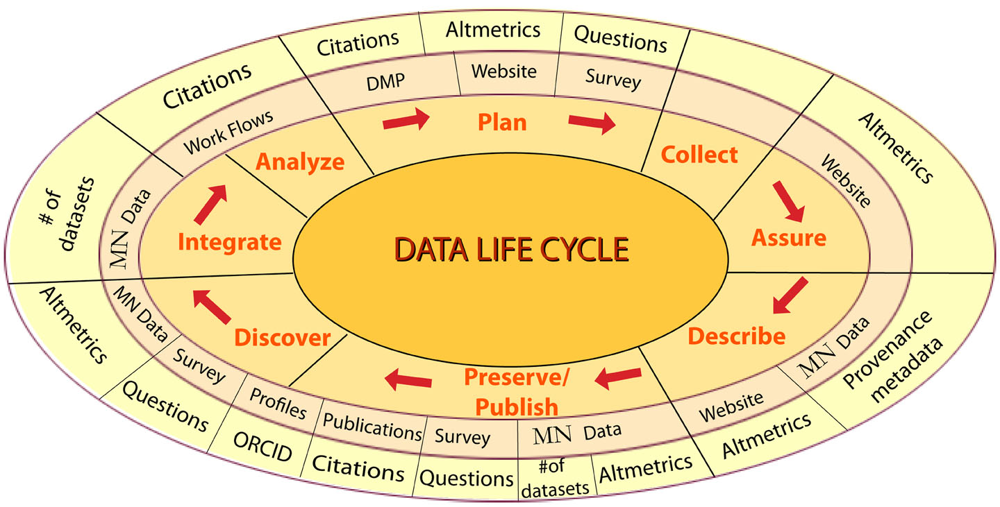 Citations
Altmetrics
Questions
Citations
DMP
Website
Survey
Altmetrics
Work Flows
Plan
Analyze
Collect
Website
# of
datasets
MN Data
Integrate
DATA LIFE CYCLE
Assure
Altmetrics
MN Data
Discover
Describe
MN Data
Provenance
metadata
Survey
Preserve/
Publish
Questions
Profiles
Publications
Survey
MN Data
Website
ORCID
Citations
Questions
#of
datasets
Altmetrics
Altmetrics